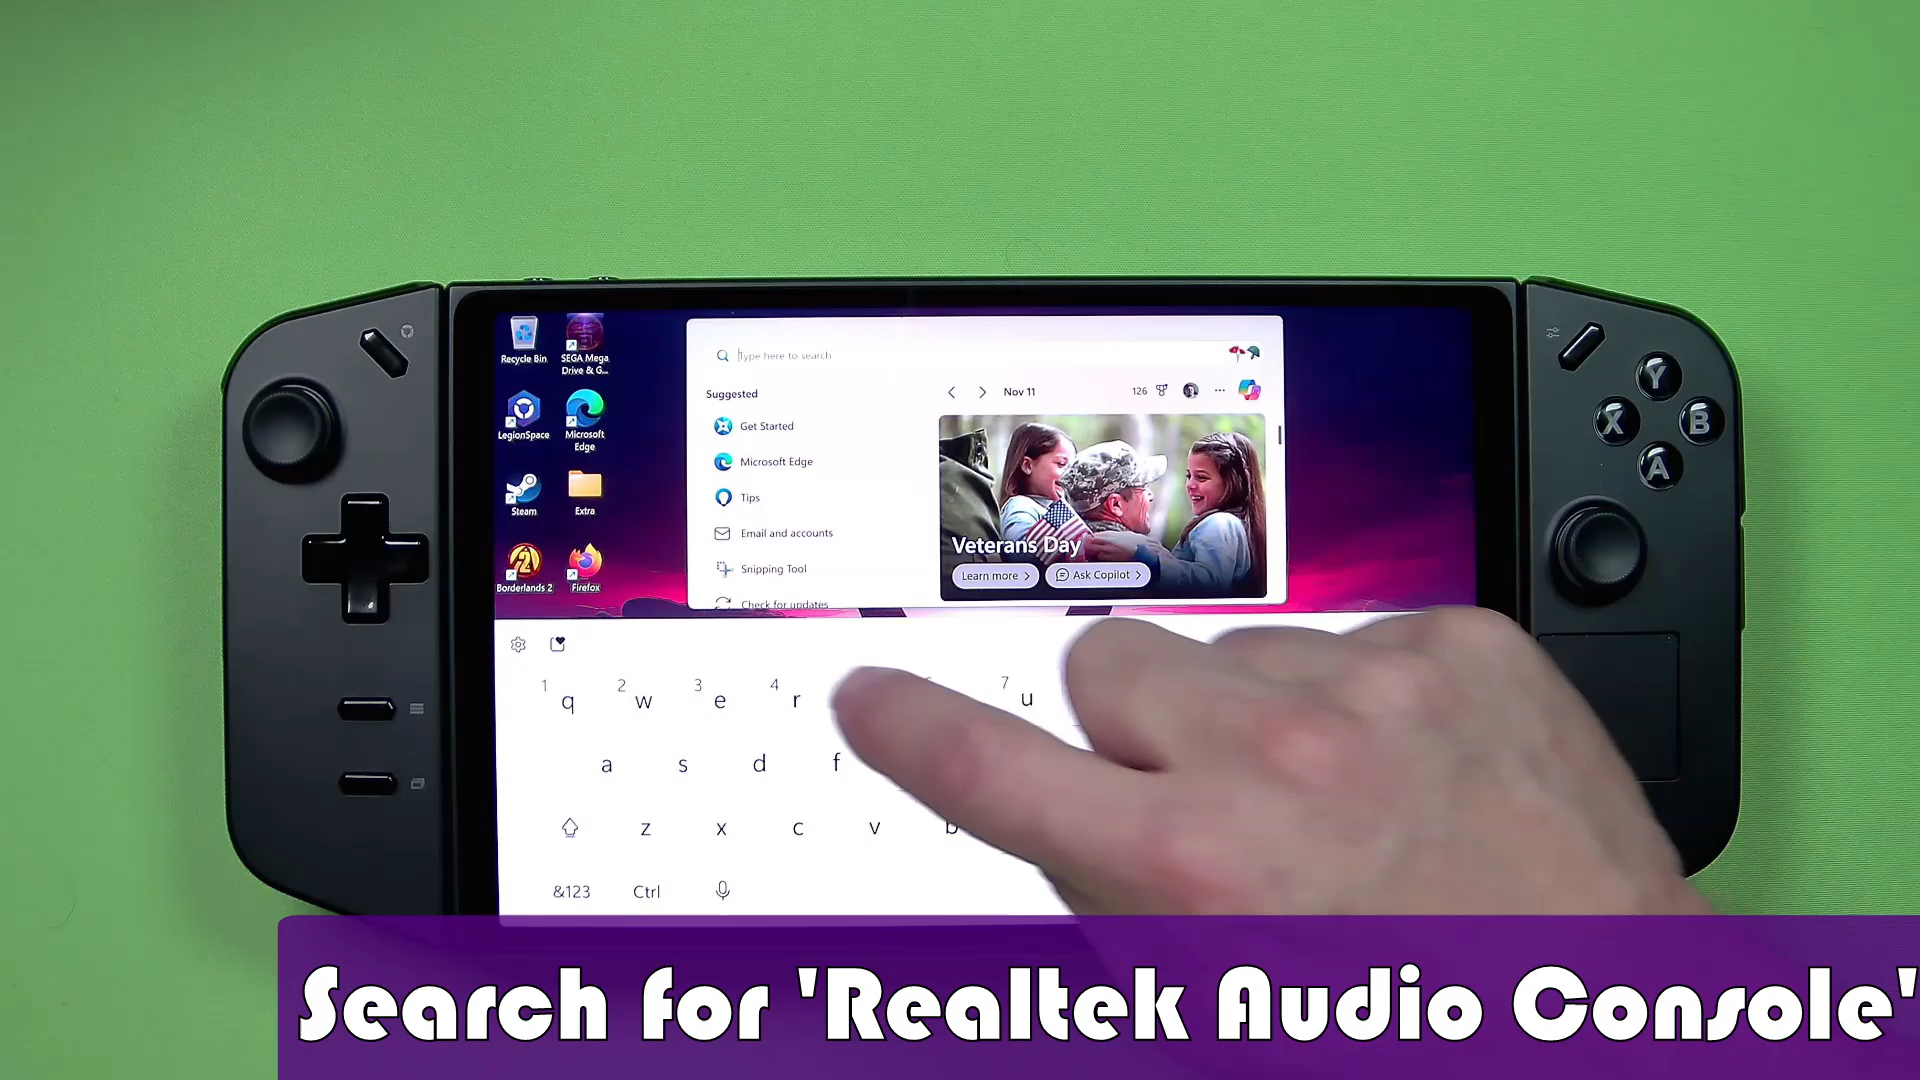 Recycle Bin
SEGA Mega
Drive & G...
LegionSpace
Microsoft
Edge
Steam
Extra
Borderlands 2
Firefox
Type here to search
Suggested
Get Started
Microsoft Edge
Tips
Email and accounts
Snipping Tool
Check for updates
Nov 11
126
Veterans Day
Learn more
Ask Copilot
1 2 3 4 7
q w e r u
a s d f
z x c v b
&123 Ctrl
Y
X B
A
Search for 'Realtek Audio Console'